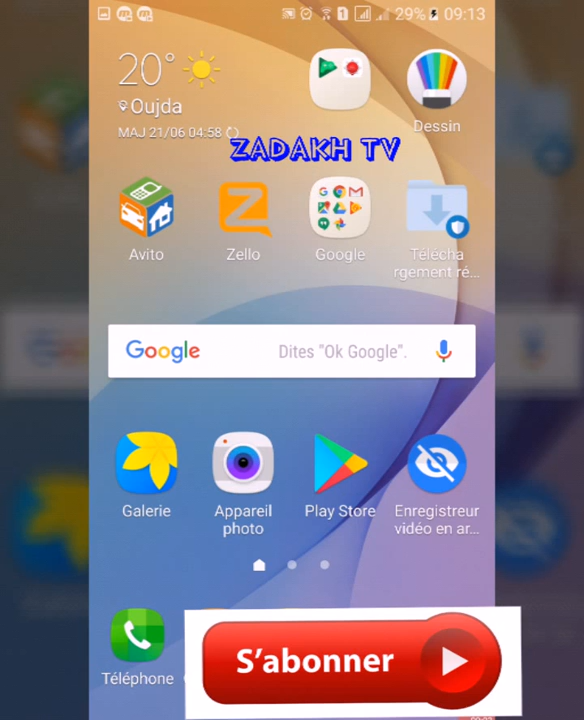 29% 09:13
20°
Oujda
MAJ 21/06 04:58
ZADAKH TV
Dessin
Avito
Zello
Google
Télécha
rgement ré...
Google
Dites "Ok Google".
Galerie
Appareil
photo
Play Store
Enregistreur
vidéo en ar...
Téléphone
S'abonner